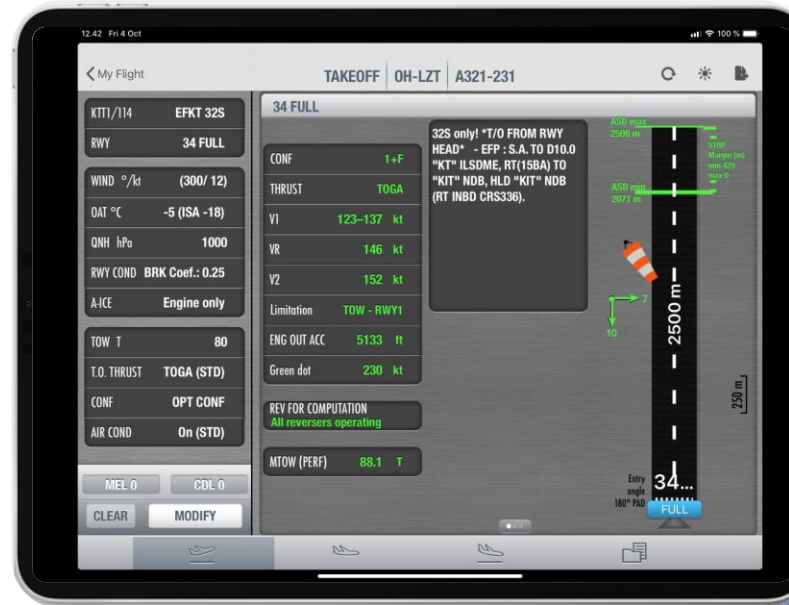 12.42 Fri 4 Oct
100 %
My Flight
TAKEOFF OH-LZT A321-231
KTT1/114 EFKT 32S
RWY 34 FULL
WIND °/kt (300/ 12)
OAT °C -5 (ISA -18)
QNH hPa 1000
RWY COND BRK Coef.: 0.25
A-ICE Engine only
TOW T 80
T.O. THRUST TOGA (STD)
CONF OPT CONF
AIR COND On (STD)
MEL 0 CDL 0
CLEAR MODIFY
34 FULL
CONF 1+F
THRUST TOGA
V1 123–137 kt
VR 146 kt
V2 152 kt
Limitation TOW - RWY1
ENG OUT ACC 5133 ft
Green dot 230 kt
REV FOR COMPUTATION
All reversers operating
MTOW (PERF) 88.1 T
32S only! *T/O FROM RWY
HEAD* - EFP : S.A. TO D10.0
"KT" ILSDME, RT(15BA) TO
"KIT" NDB, HLD "KIT" NDB
(RT INBD CRS336).
ASD max
2500 m
STOP
Margin (m)
min 429
max 0
ASD min
2071 m
7
10
2500 m
250 m
Entry
angle
180° PAD
34...
FULL